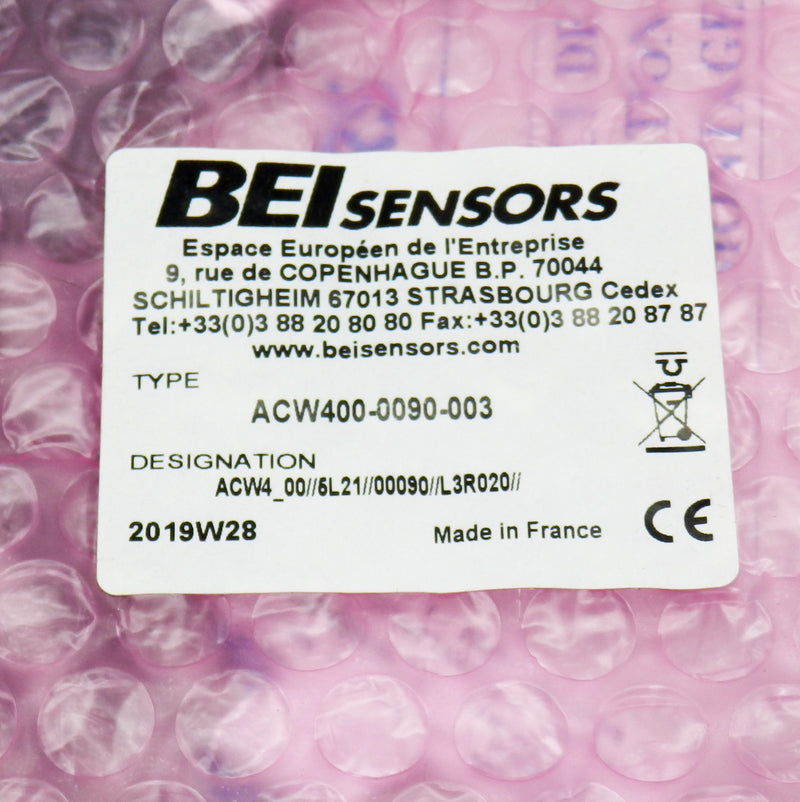 BEI SENSORS
Espace Européen de l'Entreprise
9, rue de COPENHAGUE B.P. 70044
SCHILTIGHEIM 67013 STRASBOURG Cedex
Tel:+33(0)3 88 20 80 80 Fax:+33(0)3 88 20 87 87
www.beisensors.com
TYPE
ACW400-0090-003
DESIGNATION
ACW4_00//5L21//00090//L3R020//
2019W28
Made in France
CE